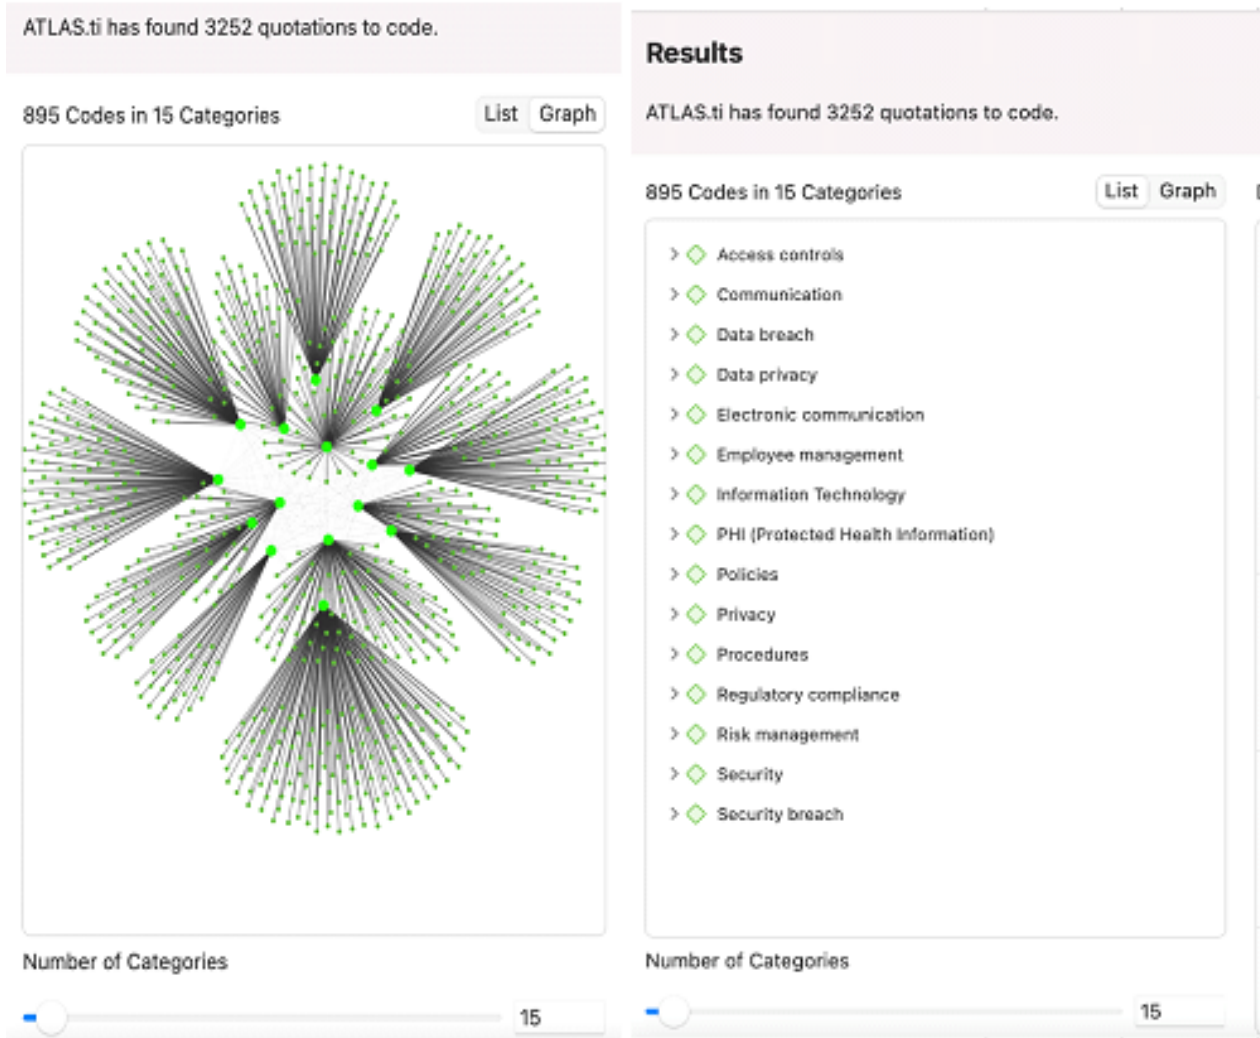 ATLAS.ti has found 3252 quotations to code.
895 Codes in 15 Categories
List Graph
Number of Categories
15
Results
ATLAS.ti has found 3252 quotations to code.
895 Codes in 15 Categories
List Graph
Access controls
Communication
Data breach
Data privacy
Electronic communication
Employee management
Information Technology
PHI (Protected Health Information)
Policies
Privacy
Procedures
Regulatory compliance
Risk management
Security
Security breach
Number of Categories
15